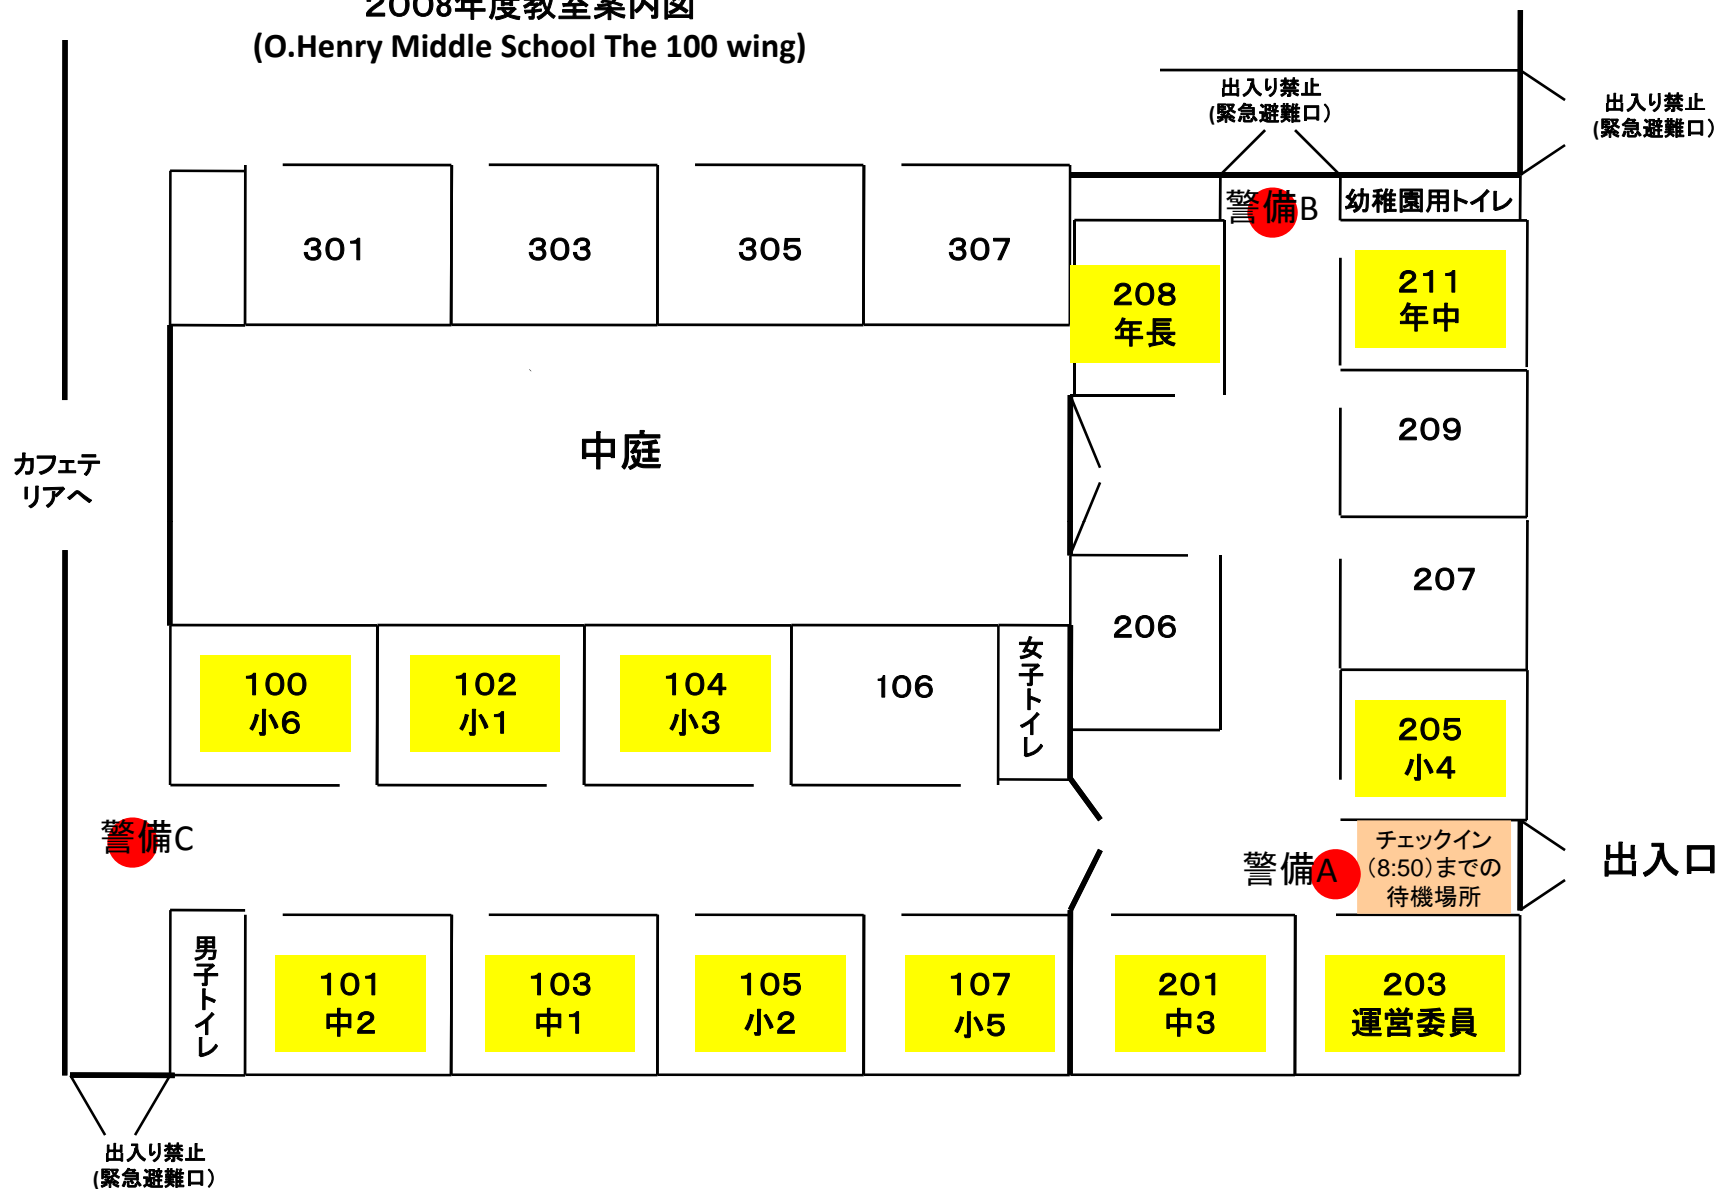 2008年度教室案内図
(O.Henry Middle School The 100 wing)
出入り禁止
(緊急避難口)
出入り禁止
(緊急避難口)
警備B
幼稚園用トイレ
301
303
305
307
208
年長
211
年中
209
中庭
カフェテ
リアへ
207
206
女子トイレ
100
小6
102
小1
104
小3
106
205
小4
警備C
警備A
チェックイン
(8:50)までの
待機場所
出入口
男子トイレ
101
中2
103
中1
105
小2
107
小5
201
中3
203
運営委員
出入り禁止
(緊急避難口)